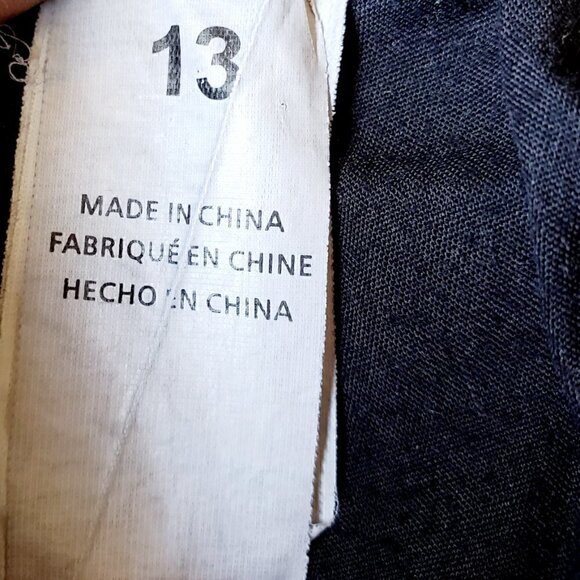 13
MADE IN CHINA
FABRIQUÉ EN CHINE
HECHO EN CHINA